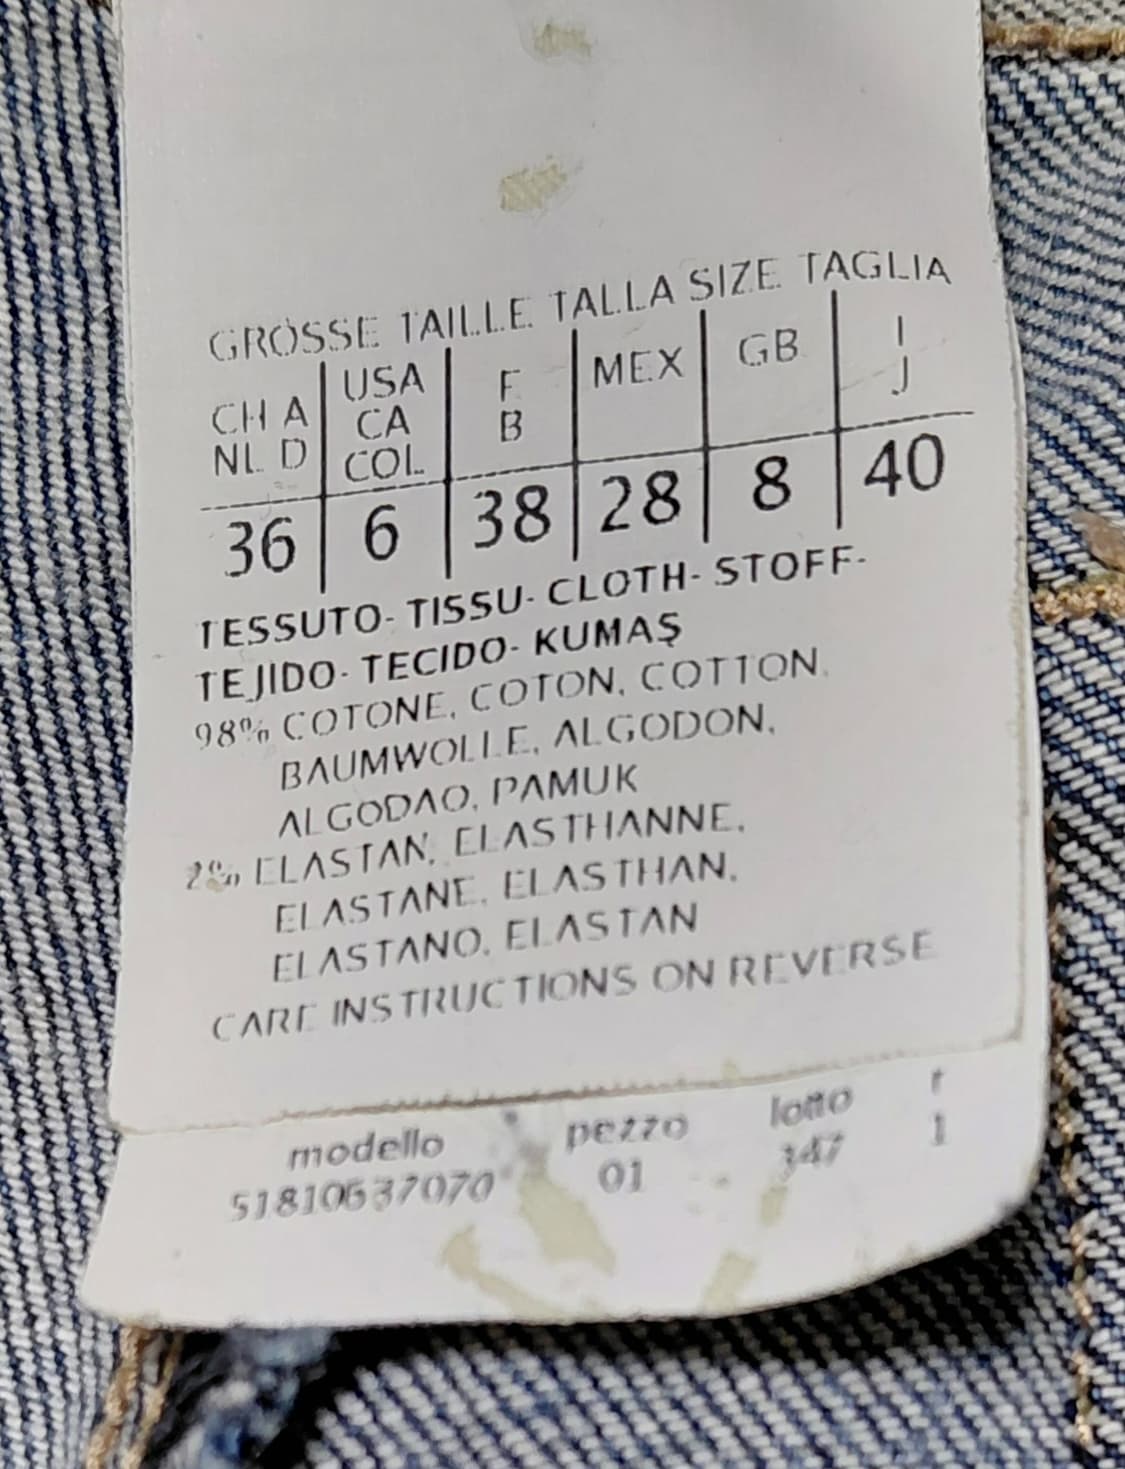 GRÖSSE TAILLE TALLA SIZE TAGLIA
CH A USA F MEX GB I
NL D CA B J
COL
36 6 38 28 8 40
TESSUTO- TISSU- CLOTH- STOFF-
TEJIDO- TECIDO- KUMAŞ
98% COTONE, COTON, COTTON,
BAUMWOLLE, ALGODON,
ALGODAO, PAMUK
2% ELASTAN, ELASTHANNE,
ELASTANE, ELASTHAN,
ELASTANO, ELASTAN
CARE INSTRUCTIONS ON REVERSE
modello pezzo lotto t
51810637070 01 347 1